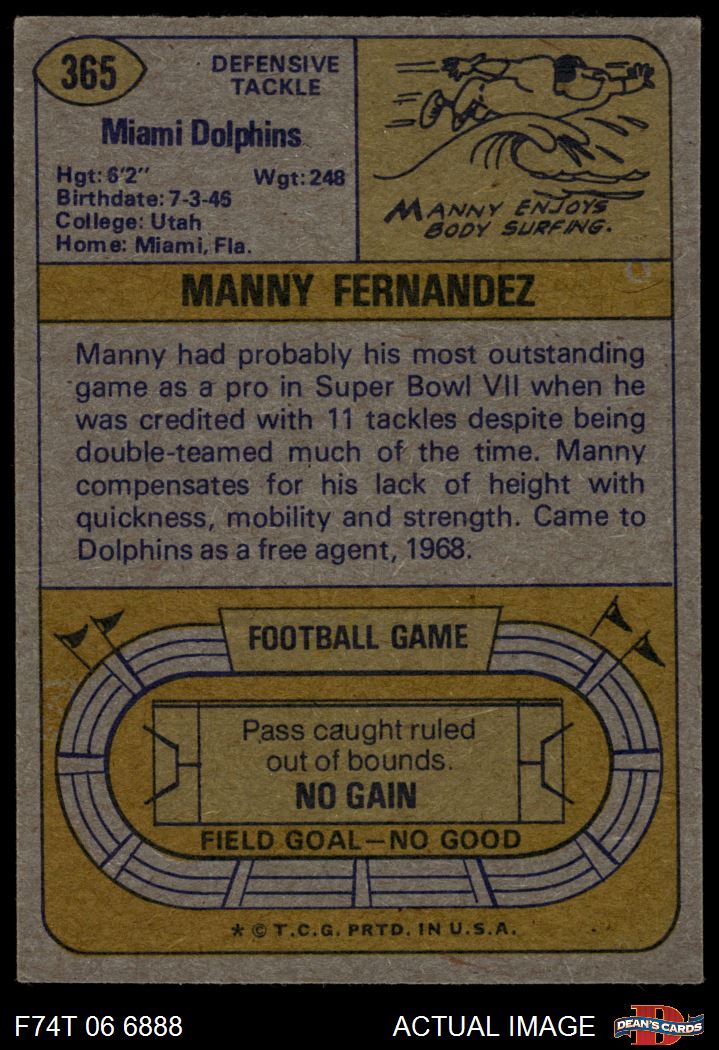 365
DEFENSIVE
TACKLE
Miami Dolphins
Hgt: 6'2" Wgt: 248
Birthdate: 7-3-46
College: Utah
Home: Miami, Fla.
MANNY ENJOYS
BODY SURFING.
MANNY FERNANDEZ
Manny had probably his most outstanding
game as a pro in Super Bowl VII when he
was credited with 11 tackles despite being
double-teamed much of the time. Manny
compensates for his lack of height with
quickness, mobility and strength. Came to
Dolphins as a free agent, 1968.
FOOTBALL GAME
Pass caught ruled
out of bounds.
NO GAIN
FIELD GOAL—NO GOOD
* © T.C.G. PRTD. IN U.S.A.
F74T 06 6888 ACTUAL IMAGE D DEAN'S CARDS